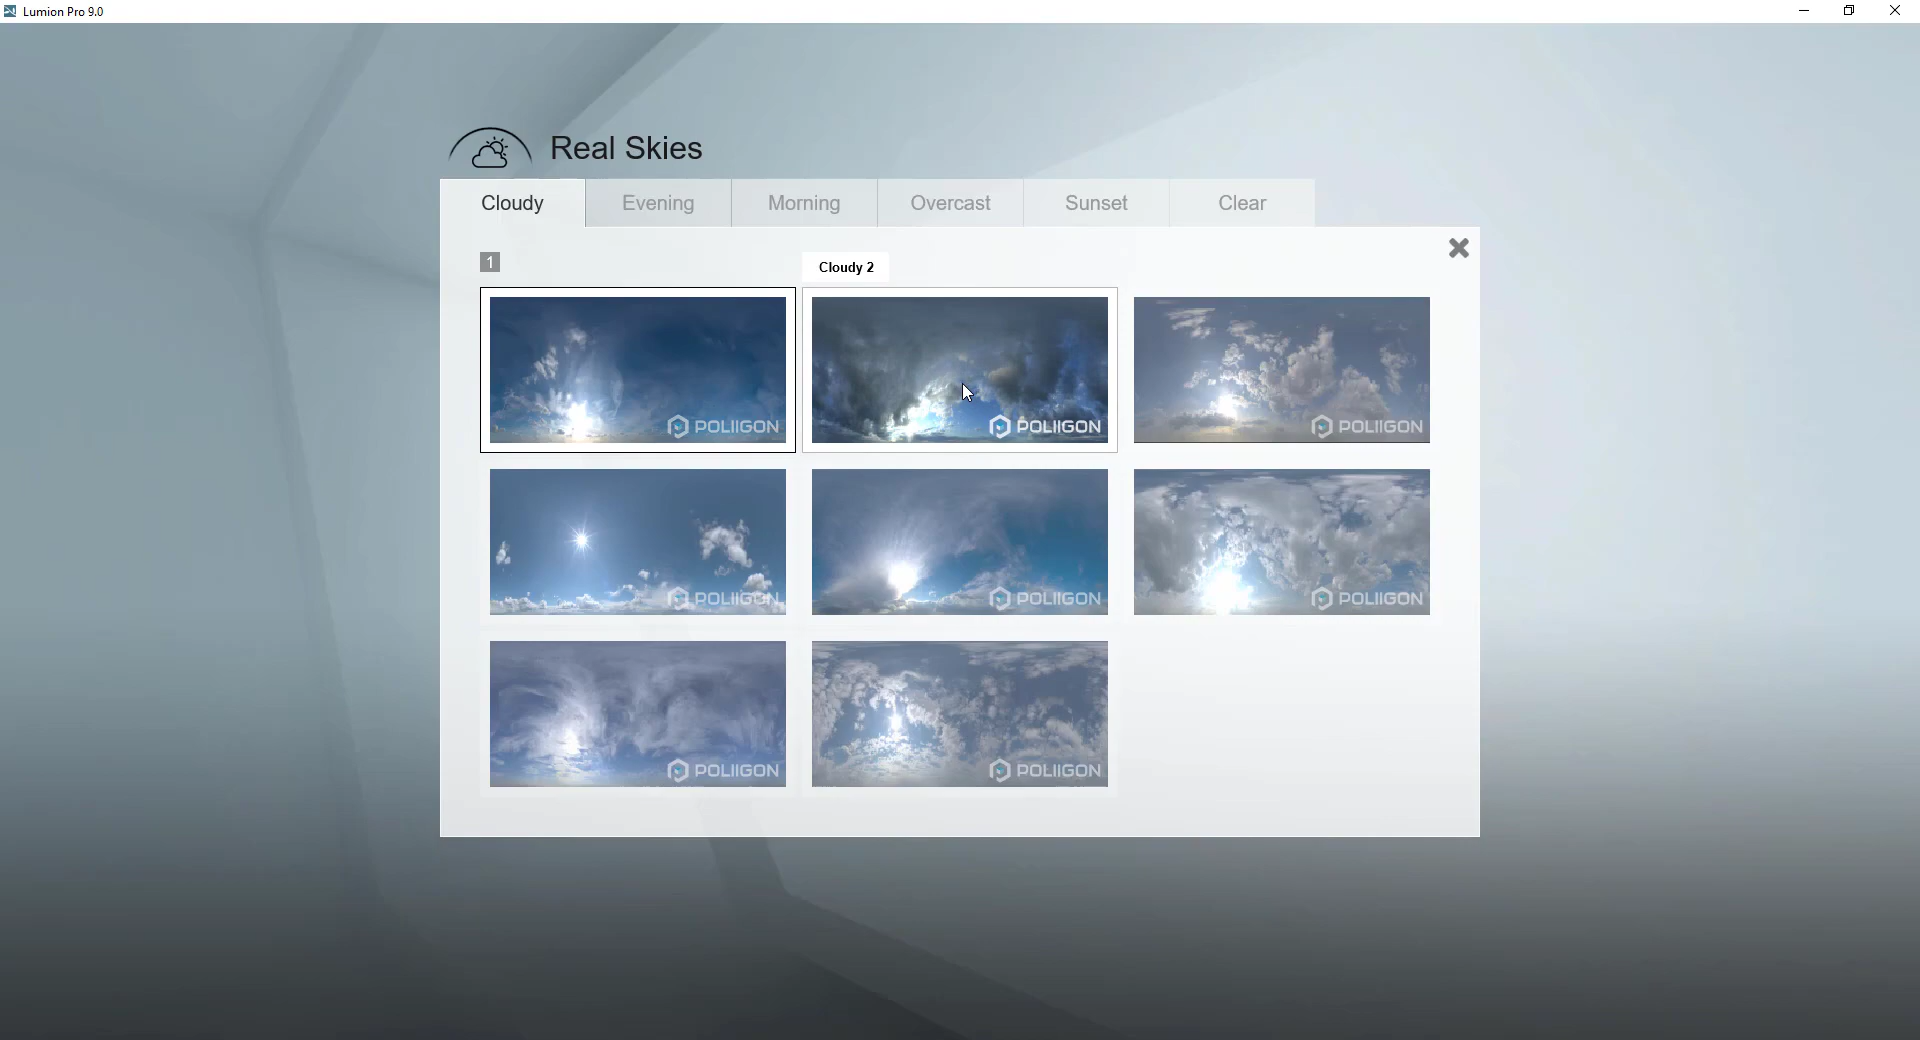 Lumion Pro 9.0
Real Skies
Cloudy
Evening
Morning
Overcast
Sunset
Clear
1
Cloudy 2
POLIIGON
POLIIGON
POLIIGON
POLIIGON
POLIIGON
POLIIGON
POLIIGON
POLIIGON